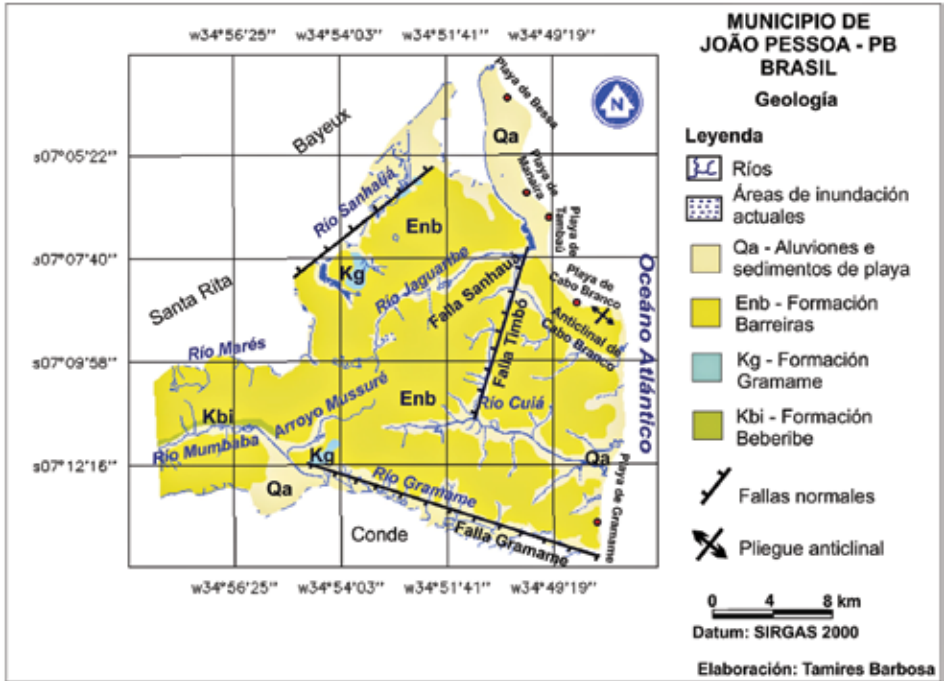 w34°56'25'' w34°54'03'' w34°51'41'' w34°49'19''
s07°05'22''
s07°07'40''
s07°09'58''
s07°12'16''
w34°56'25'' w34°54'03'' w34°51'41'' w34°49'19''
Bayeux
Santa Rita
Conde
Océano Atlántico
N
Playa de Bessa
Qa
Playa de Manaira
Playa de Tambaú
Playa de Cabo Branco
Anticlinal de Cabo Branco
Río Sanhauá
Enb
Kg
Río Jaguaribe
Falla Sanhauá
Falla Timbó
Río Marés
Kbi
Arroyo Mussuré
Enb
Río Cuiá
Río Mumbaba
Kg
Qa
Qa
Río Gramame
Falla Gramame
Playa de Gramame
MUNICIPIO DE
JOÃO PESSOA - PB
BRASIL
Geología
Leyenda
Ríos
Áreas de inundación
actuales
Qa - Aluviones e
sedimentos de playa
Enb - Formación
Barreiras
Kg - Formación
Gramame
Kbi - Formación
Beberibe
Fallas normales
Pliegue anticlinal
0 4 8 km
Datum: SIRGAS 2000
Elaboración: Tamires Barbosa